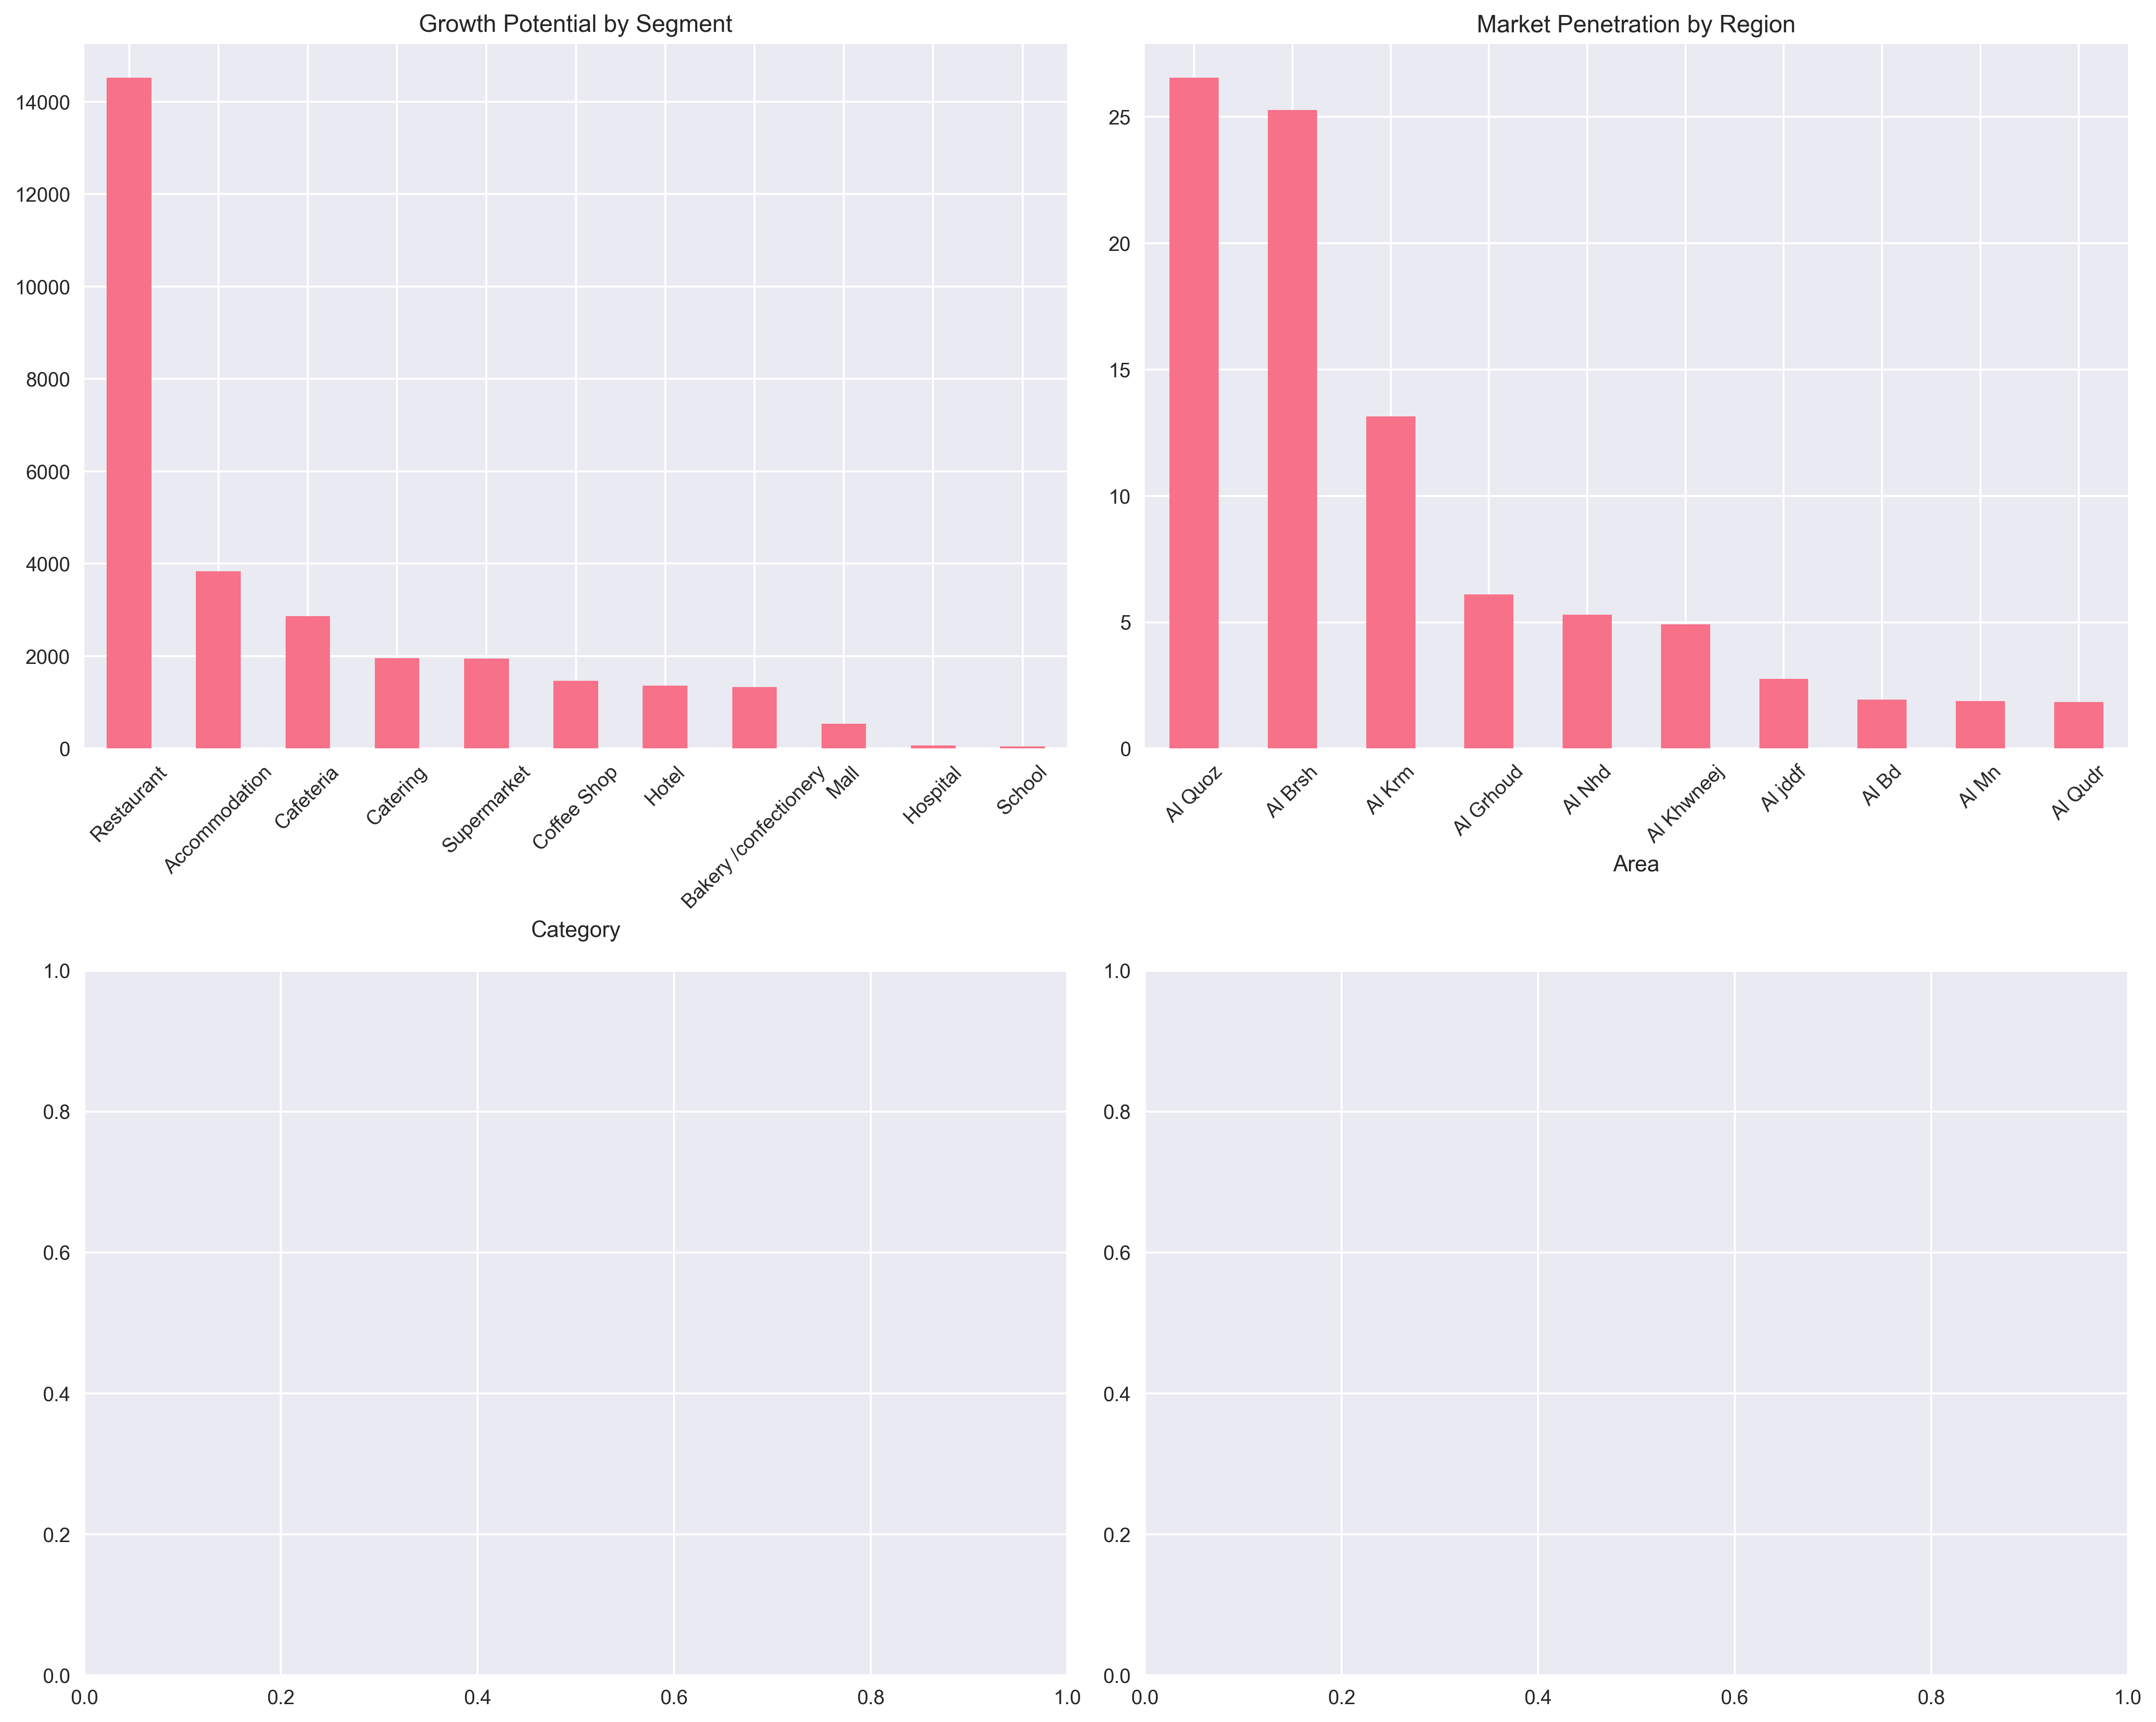 Growth Potential by Segment
14000
12000
10000
8000
6000
4000
2000
0
Restaurant
Accommodation
Cafeteria
Catering
Supermarket
Coffee Shop
Hotel
Bakery /confectionery
Mall
Hospital
School
Category
Market Penetration by Region
25
20
15
10
5
0
Al Quoz
Al Brsh
Al Krm
Al Grhoud
Al Nhd
Al Khwneej
Al jddf
Al Bd
Al Mn
Al Qudr
Area
1.0
0.8
0.6
0.4
0.2
0.0
0.0 0.2 0.4 0.6 0.8 1.0
1.0
0.8
0.6
0.4
0.2
0.0
0.0 0.2 0.4 0.6 0.8 1.0